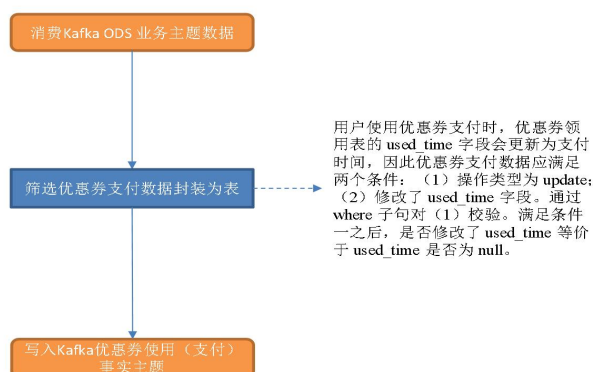 消费Kafka ODS 业务主题数据
用户使用优惠券支付时，优惠券领
用表的 used_time 字段会更新为支付
时间，因此优惠券支付数据应满足
两个条件：（1）操作类型为 update；
（2）修改了 used_time 字段。通过
where 子句对（1）校验。满足条件
一之后，是否修改了 used_time 等价
于 used_time 是否为 null。
筛选优惠券支付数据封装为表
写入Kafka优惠券使用（支付）
事实主题